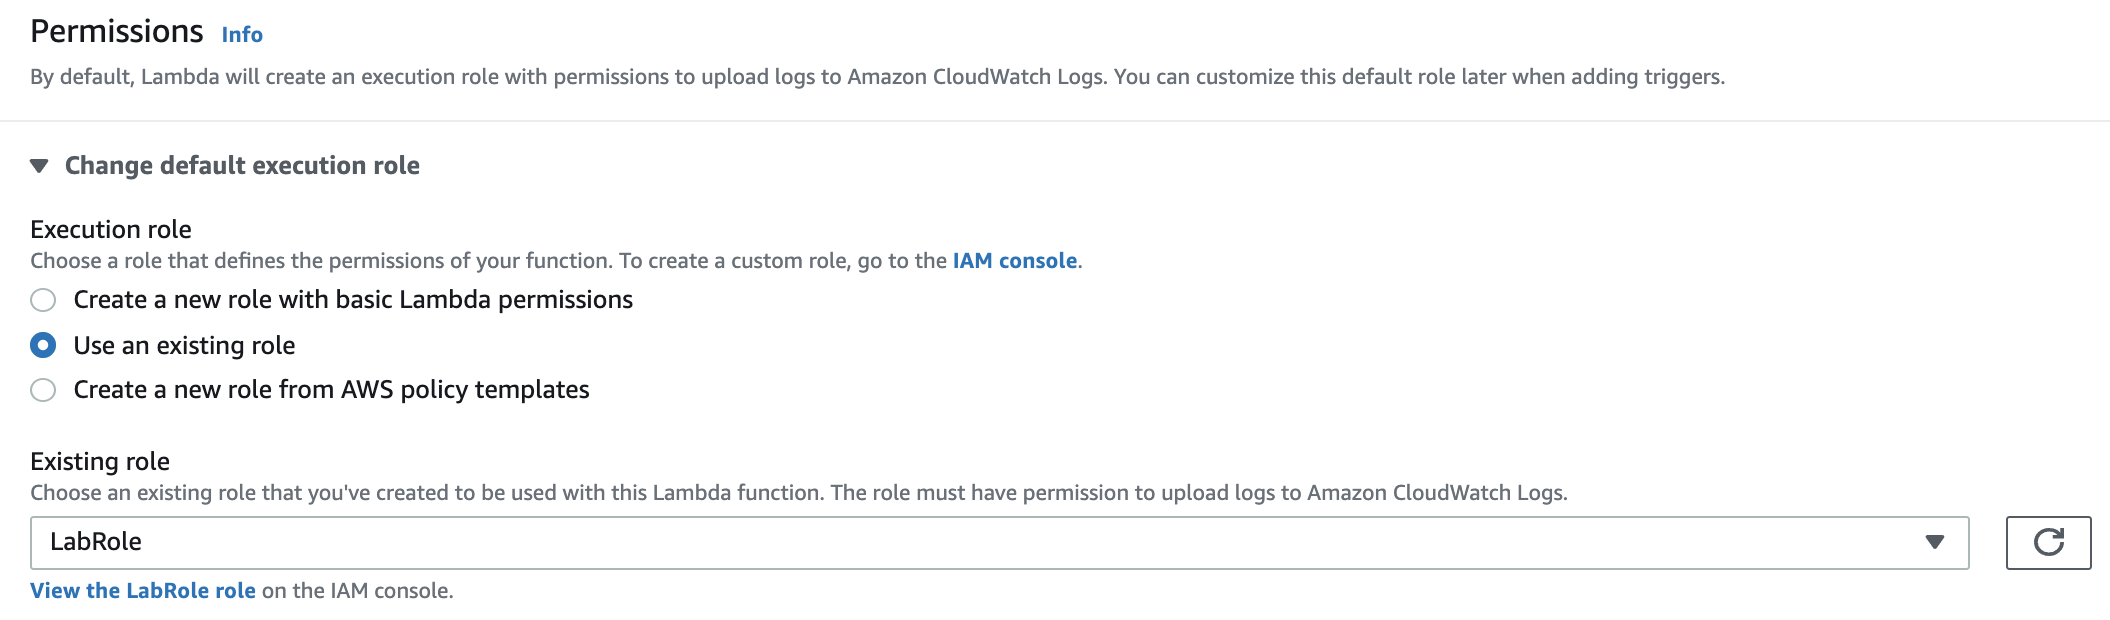 Permissions Info
By default, Lambda will create an execution role with permissions to upload logs to Amazon CloudWatch Logs. You can customize this default role later when adding triggers.
Change default execution role
Execution role
Choose a role that defines the permissions of your function. To create a custom role, go to the IAM console.
Create a new role with basic Lambda permissions
Use an existing role
Create a new role from AWS policy templates
Existing role
Choose an existing role that you've created to be used with this Lambda function. The role must have permission to upload logs to Amazon CloudWatch Logs.
LabRole
View the LabRole role on the IAM console.